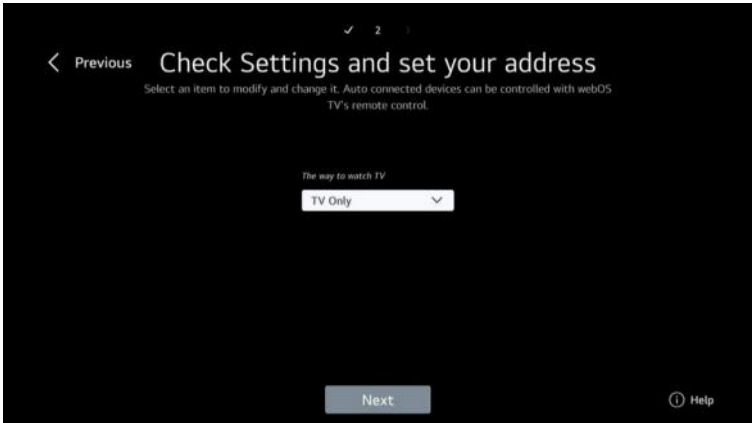 2
Previous
Check Settings and set your address
Select an item to modify and change it. Auto connected devices can be controlled with webOS
TV's remote control.
The way to watch TV
TV Only
Next
Help